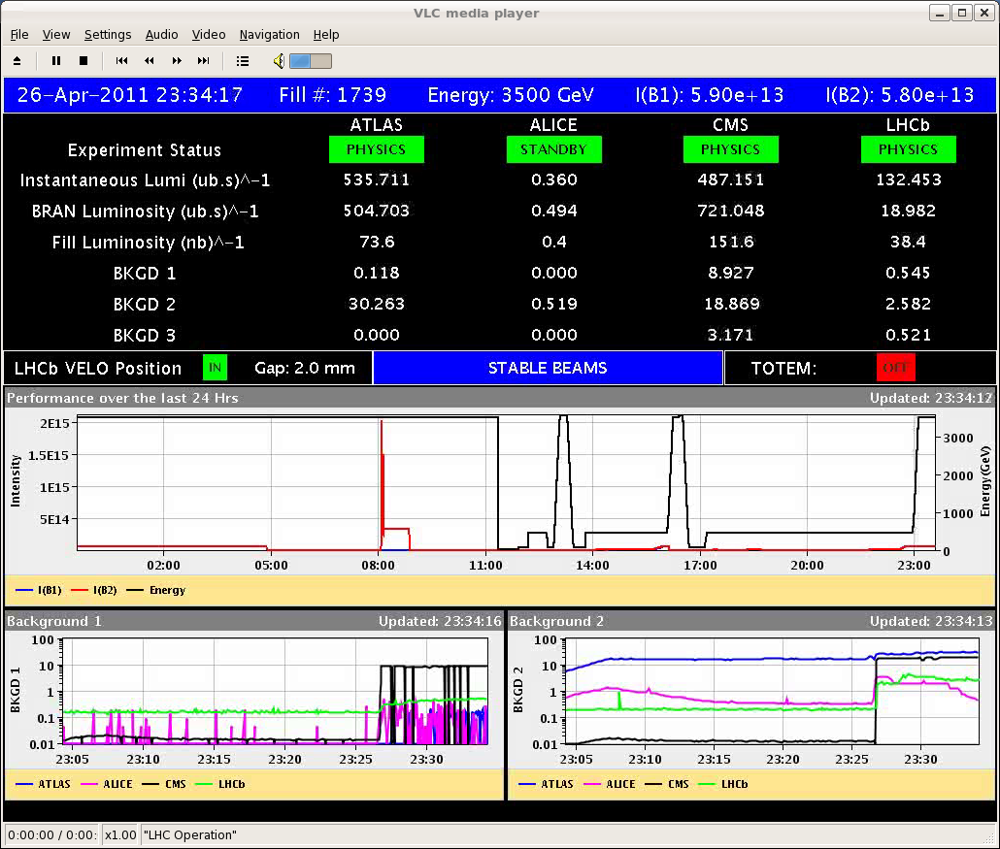 VLC media player
File View Settings Audio Video Navigation Help
26-Apr-2011 23:34:17 Fill #: 1739 Energy: 3500 GeV I(B1): 5.90e+13 I(B2): 5.80e+13
ATLAS ALICE CMS LHCb
Experiment Status PHYSICS STANDBY PHYSICS PHYSICS
Instantaneous Lumi (ub.s)^-1 535.711 0.360 487.151 132.453
BRAN Luminosity (ub.s)^-1 504.703 0.494 721.048 18.982
Fill Luminosity (nb)^-1 73.6 0.4 151.6 38.4
BKGD 1 0.118 0.000 8.927 0.545
BKGD 2 30.263 0.519 18.869 2.582
BKGD 3 0.000 0.000 3.171 0.521
LHCb VELO Position IN Gap: 2.0 mm STABLE BEAMS TOTEM: OFF
Performance over the last 24 Hrs Updated: 23:34:12
Intensity
2E15
1.5E15
1E15
5E14
3000
2000
1000
0
Energy(GeV)
02:00 05:00 08:00 11:00 14:00 17:00 20:00 23:00
I(B1) I(B2) Energy
Background 1 Updated: 23:34:16
BKGD 1
100
10
1
0.1
0.01
23:05 23:10 23:15 23:20 23:25 23:30
ATLAS ALICE CMS LHCb
Background 2 Updated: 23:34:13
BKGD 2
100
10
1
0.1
0.01
23:05 23:10 23:15 23:20 23:25 23:30
ATLAS ALICE CMS LHCb
0:00:00 / 0:00: x1.00 "LHC Operation"